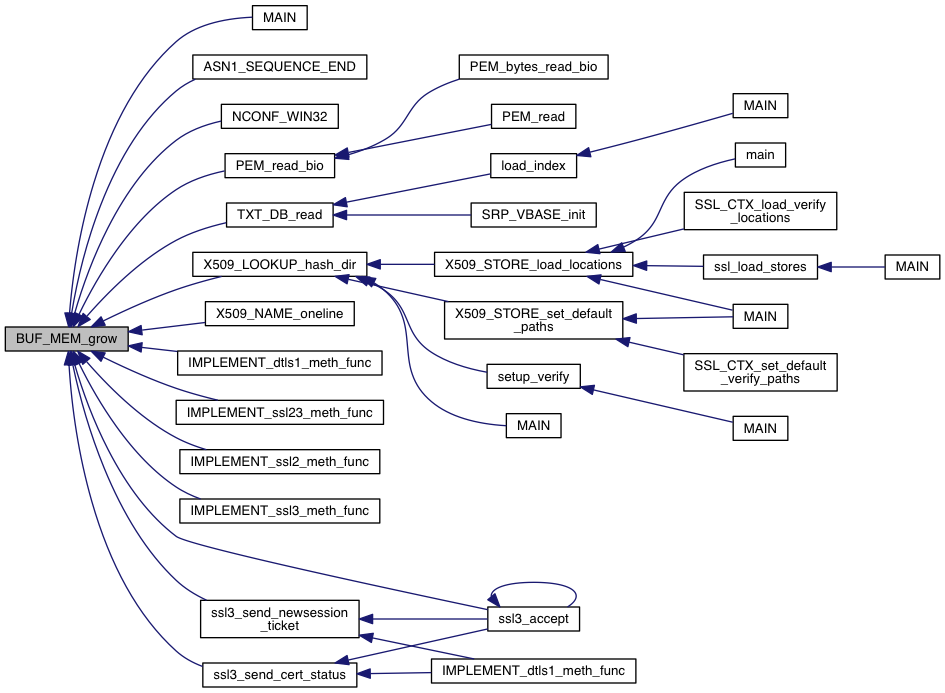 MAIN
ASN1_SEQUENCE_END
PEM_bytes_read_bio
NCONF_WIN32
PEM_read
MAIN
PEM_read_bio
load_index
main
TXT_DB_read
SRP_VBASE_init
SSL_CTX_load_verify
_locations
X509_LOOKUP_hash_dir
X509_STORE_load_locations
ssl_load_stores
MAIN
X509_NAME_oneline
X509_STORE_set_default
_paths
MAIN
BUF_MEM_grow
IMPLEMENT_dtls1_meth_func
setup_verify
SSL_CTX_set_default
_verify_paths
IMPLEMENT_ssl23_meth_func
MAIN
MAIN
IMPLEMENT_ssl2_meth_func
IMPLEMENT_ssl3_meth_func
ssl3_send_newsession
_ticket
ssl3_accept
ssl3_send_cert_status
IMPLEMENT_dtls1_meth_func